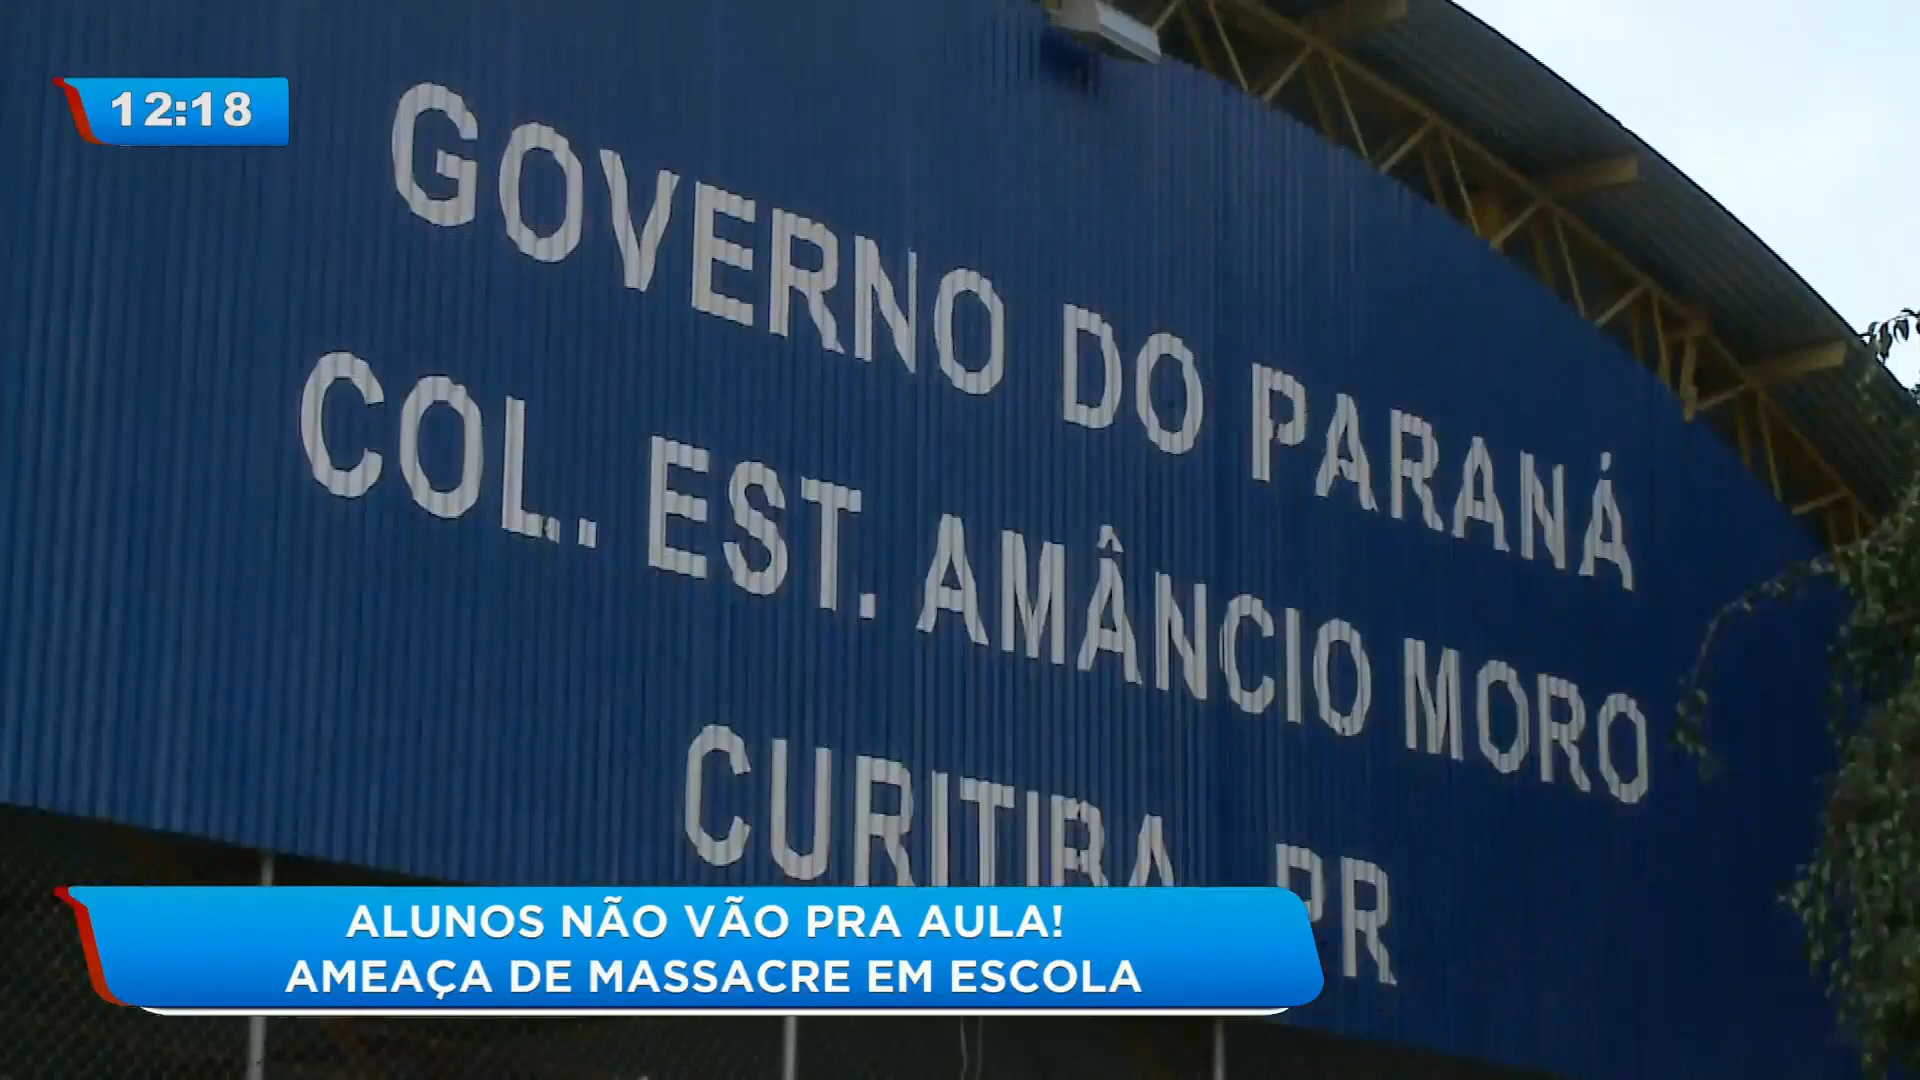 12:18
GOVERNO DO PARANÁ
COL. EST. AMÂNCIO MORO
CURITIBA PR
ALUNOS NÃO VÃO PRA AULA!
AMEAÇA DE MASSACRE EM ESCOLA